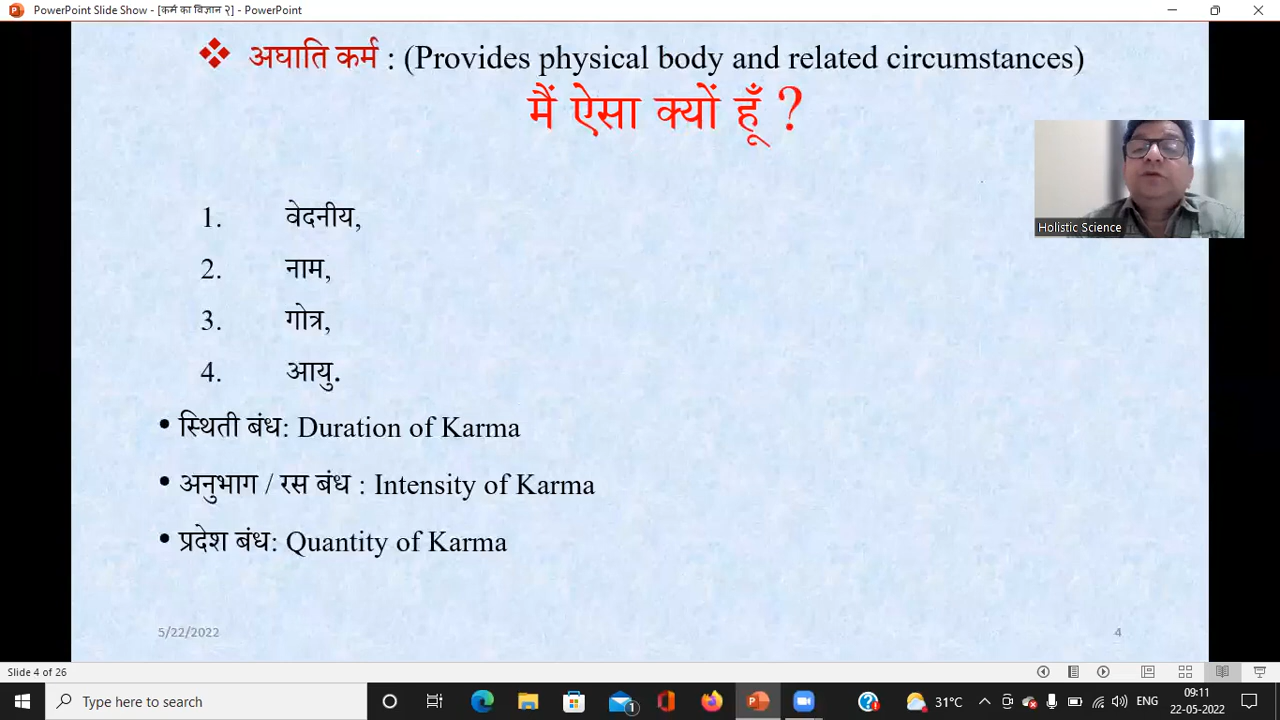 PowerPoint Slide Show - [कर्म का विज्ञान २] - PowerPoint
❖ अघाति कर्म : (Provides physical body and related circumstances)
मैं ऐसा क्यों हूँ ?
1. वेदनीय,
2. नाम,
3. गोत्र,
4. आयु.
Holistic Science
• स्थिती बंध: Duration of Karma
• अनुभाग / रस बंध : Intensity of Karma
• प्रदेश बंध: Quantity of Karma
5/22/2022 4
Slide 4 of 26
Type here to search
1
31°C
ENG
09:11
22-05-2022